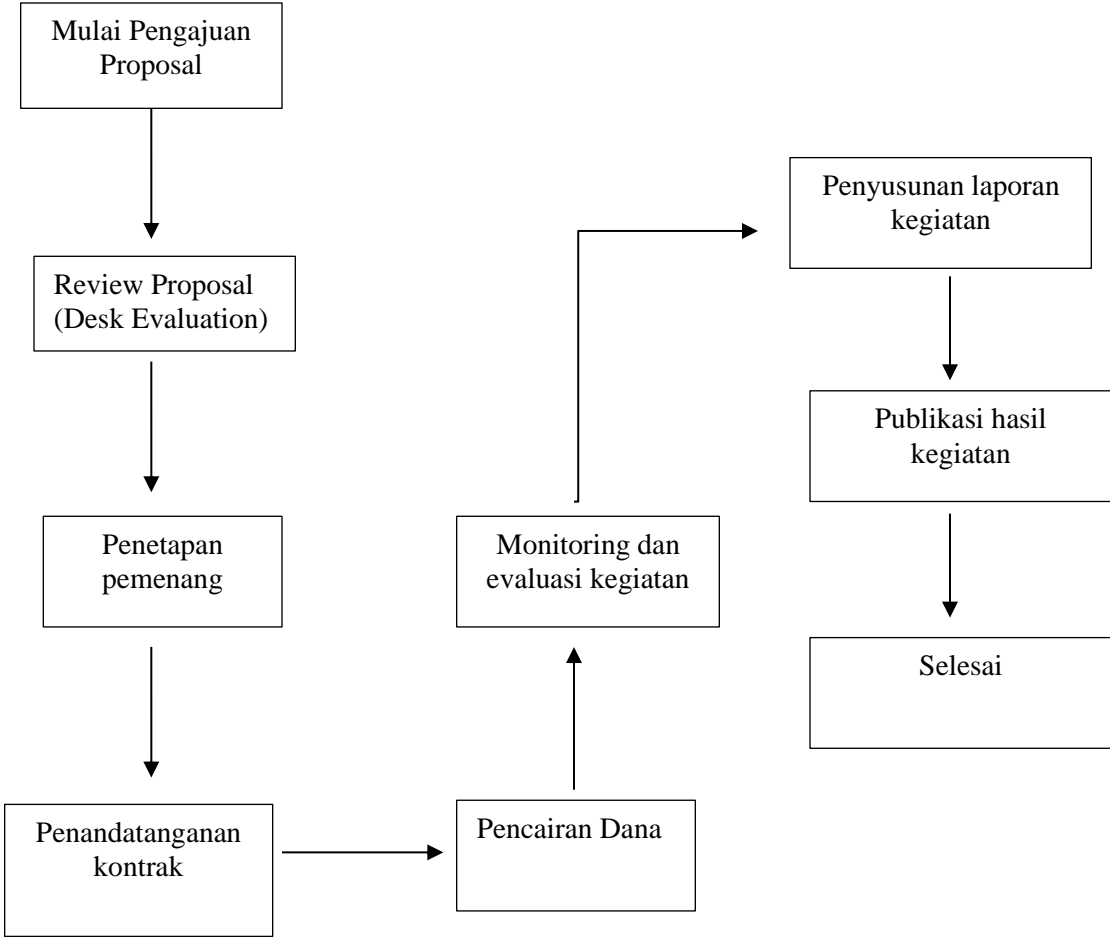 Mulai Pengajuan
Proposal
Review Proposal
(Desk Evaluation)
Penetapan
pemenang
Penandatanganan
kontrak
Pencairan Dana
Monitoring dan
evaluasi kegiatan
Penyusunan laporan
kegiatan
Publikasi hasil
kegiatan
Selesai